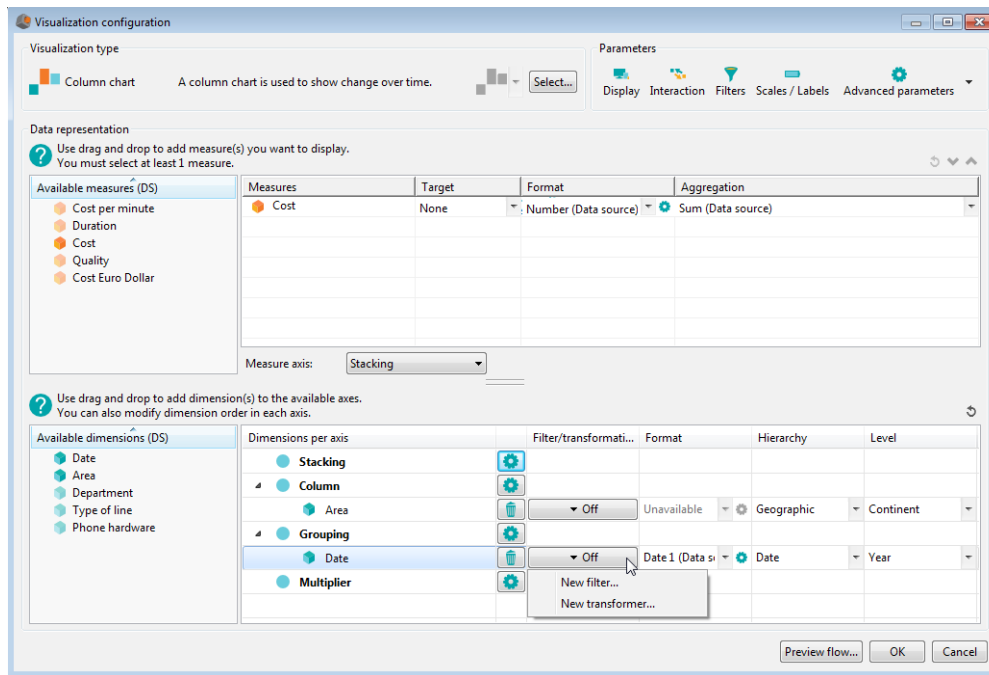 Visualization configuration
Visualization type
Parameters
Column chart
A column chart is used to show change over time.
Select...
Display
Interaction
Filters
Scales / Labels
Advanced parameters
Data representation
Use drag and drop to add measure(s) you want to display.
You must select at least 1 measure.
Available measures (DS)
Measures
Target
Format
Aggregation
Cost per minute
Duration
Cost
Quality
Cost Euro Dollar
Cost
None
Number (Data source)
Sum (Data source)
Measure axis:
Stacking
Use drag and drop to add dimension(s) to the available axes.
You can also modify dimension order in each axis.
Available dimensions (DS)
Dimensions per axis
Filter/transformati...
Format
Hierarchy
Level
Date
Area
Department
Type of line
Phone hardware
Stacking
Column
Area
Off
Unavailable
Geographic
Continent
Grouping
Date
Off
Date 1 (Data s
Date
Year
Multiplier
New filter...
New transformer...
Preview flow...
OK
Cancel